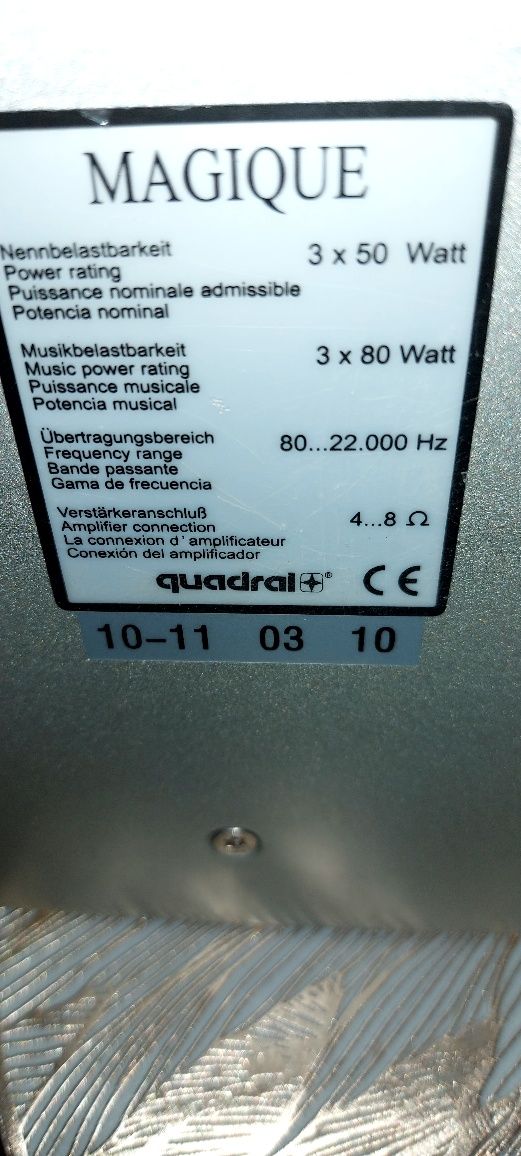 MAGIQUE
Nennbelastbarkeit 3 x 50 Watt
Power rating
Puissance nominale admissible
Potencia nominal
Musikbelastbarkeit 3 x 80 Watt
Music power rating
Puissance musicale
Potencia musical
Übertragungsbereich 80...22.000 Hz
Frequency range
Bande passante
Gama de frecuencia
Verstärkeranschluß 4...8 Ω
Amplifier connection
La connexion d'amplificateur
Conexión del amplificador
quadral® CE
10-11 03 10